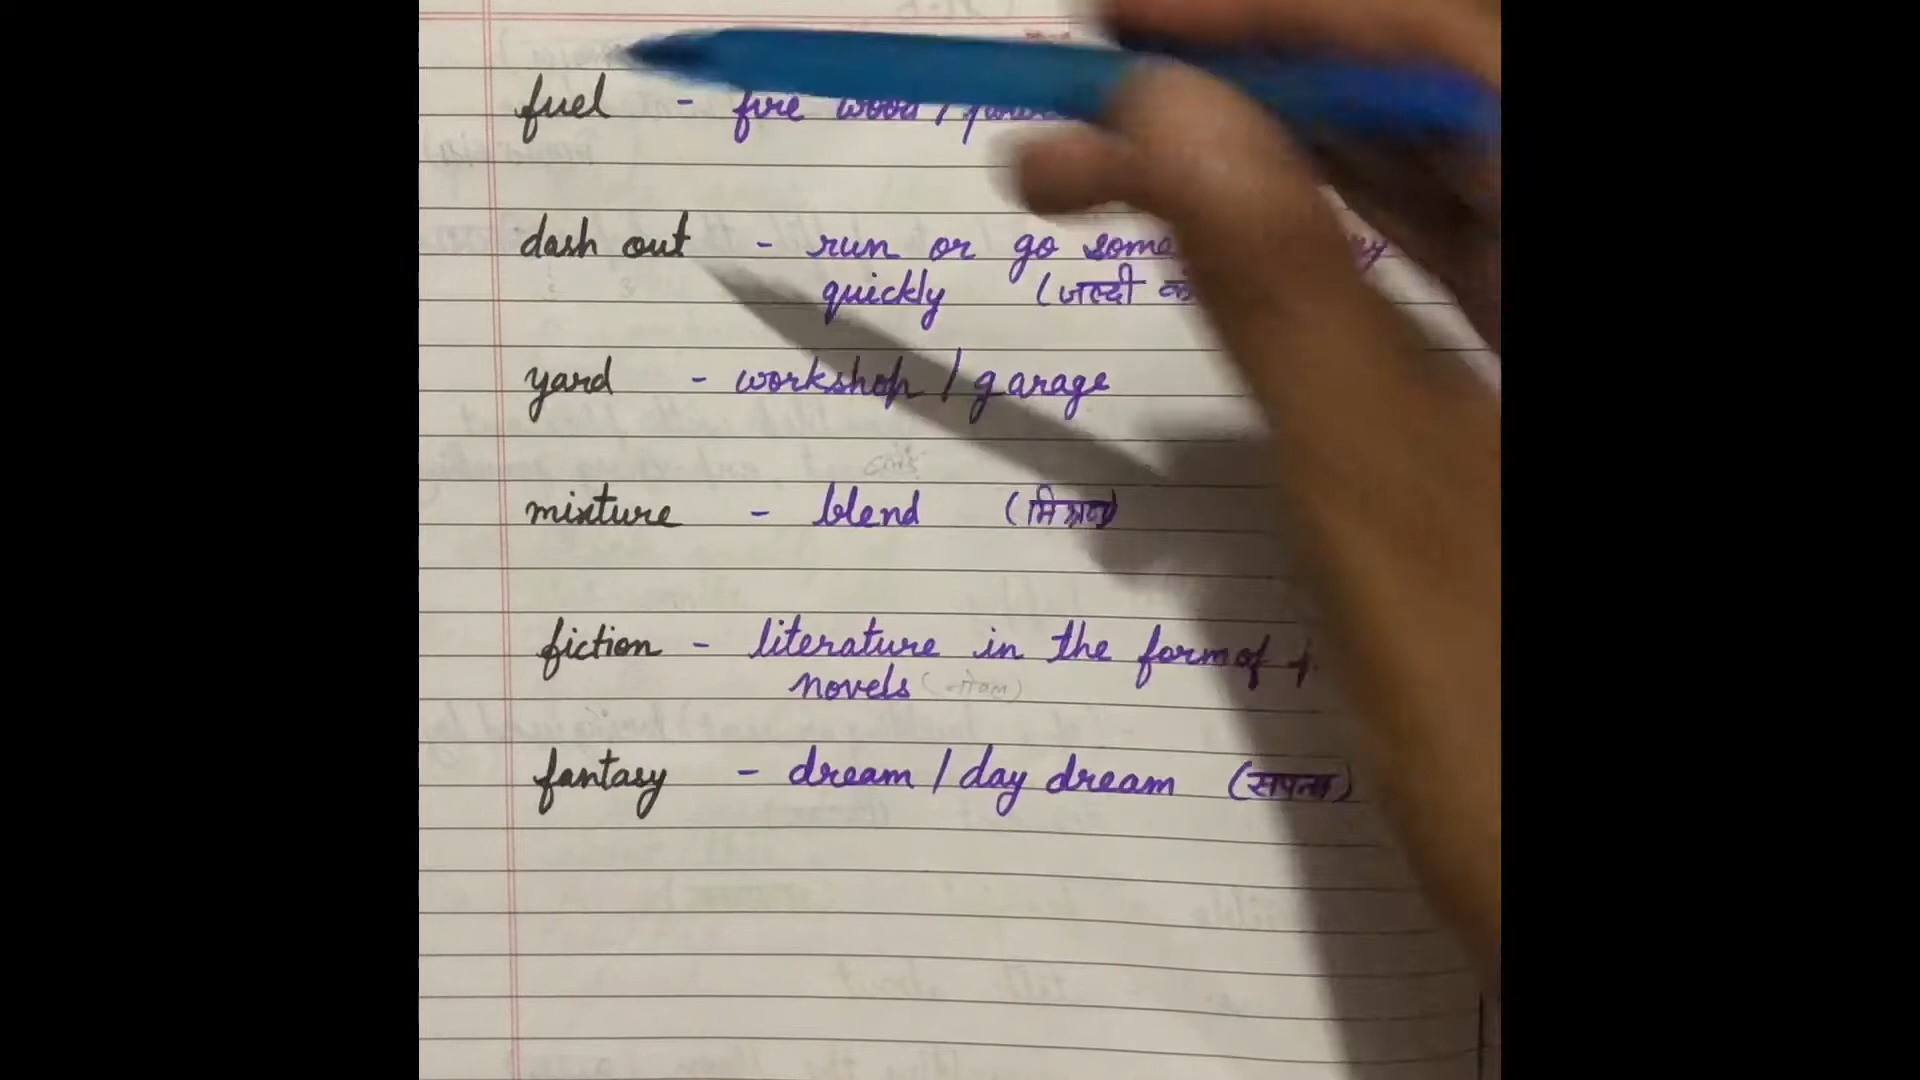 fuel - fire wood /
dash out - run or go
quickly (जल्दी
yard - workshop / garage
mixture - blend (मिश्रण)
fiction - literature in the form of
novels
fantasy - dream / day dream (सपना)